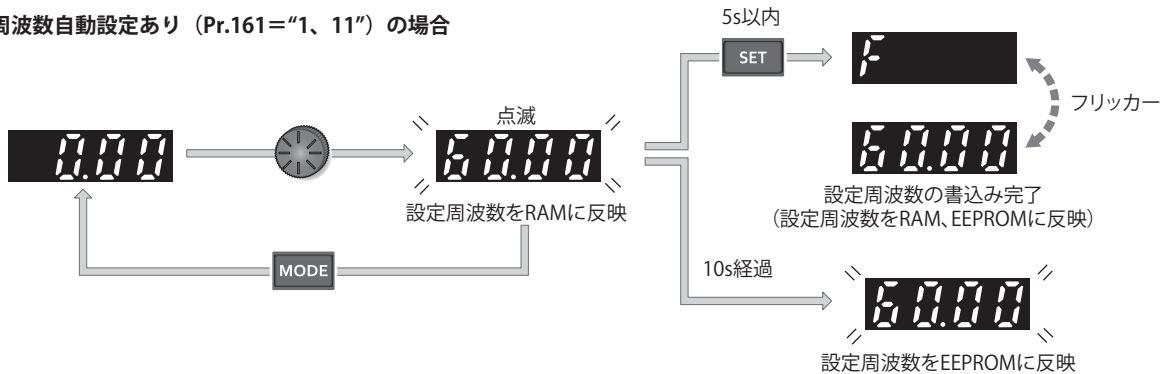 周波数自動設定あり（Pr.161＝“1、11”）の場合
5s以内
SET
F
フリッカー
0.00
点滅
60.00
60.00
設定周波数をRAMに反映
設定周波数の書込み完了
（設定周波数をRAM、EEPROMに反映）
MODE
10s経過
60.00
設定周波数をEEPROMに反映